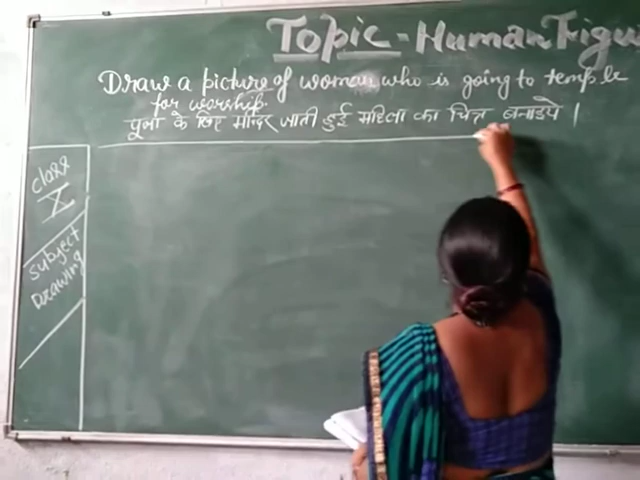 Topic - Human Figu
Draw a picture of woman who is going to temple
for worship.
पूजा के लिए मंदिर जाती हुई महिला का चित्र बनाइये ।
Class
X
Subject
Drawing